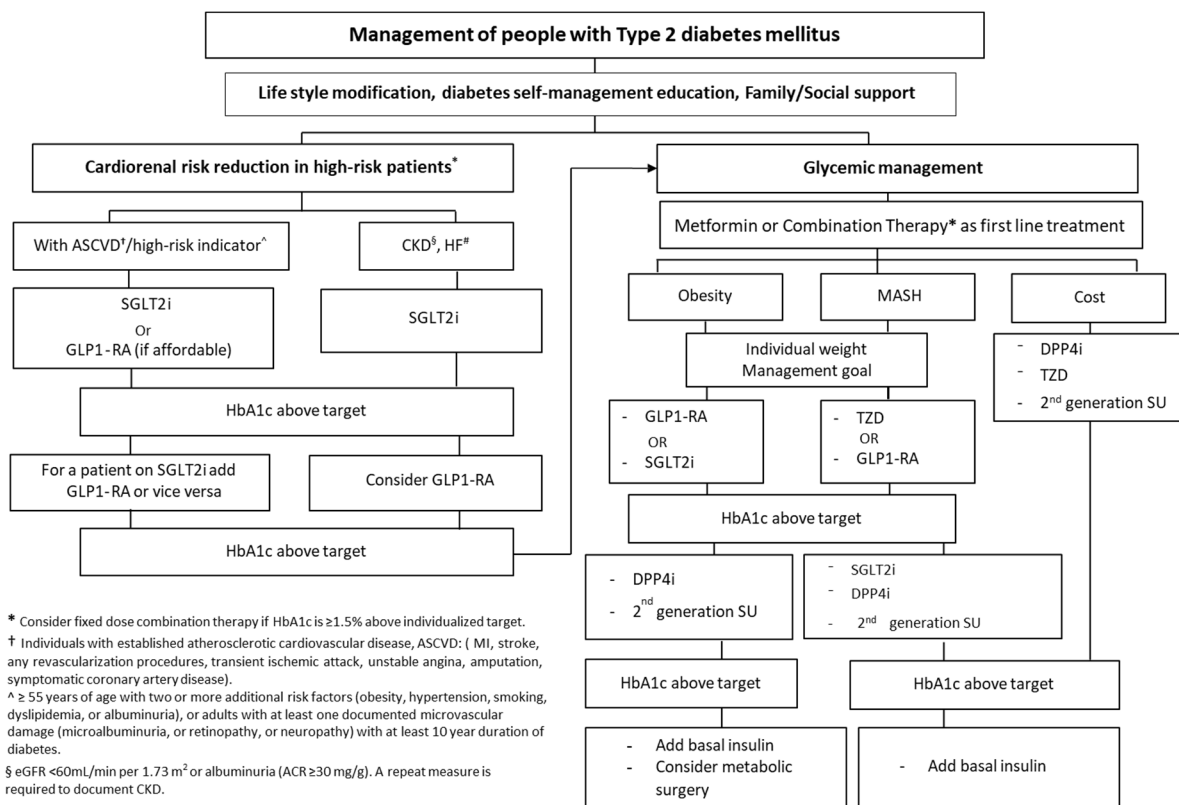 Management of people with Type 2 diabetes mellitus
Life style modification, diabetes self-management education, Family/Social support
Cardiorenal risk reduction in high-risk patients*
With ASCVD†/high-risk indicator^
CKD§, HF#
SGLT2i
Or
GLP1-RA (if affordable)
SGLT2i
HbA1c above target
For a patient on SGLT2i add
GLP1-RA or vice versa
Consider GLP1-RA
HbA1c above target
Glycemic management
Metformin or Combination Therapy* as first line treatment
Obesity
MASH
Cost
Individual weight
Management goal
- DPP4i
- TZD
- 2nd generation SU
- GLP1-RA
OR
- SGLT2i
- TZD
OR
- GLP1-RA
HbA1c above target
- DPP4i
- 2nd generation SU
- SGLT2i
- DPP4i
- 2nd generation SU
HbA1c above target
HbA1c above target
- Add basal insulin
- Consider metabolic
surgery
- Add basal insulin
* Consider fixed dose combination therapy if HbA1c is ≥1.5% above individualized target.
† Individuals with established atherosclerotic cardiovascular disease, ASCVD: ( MI, stroke,
any revascularization procedures, transient ischemic attack, unstable angina, amputation,
symptomatic coronary artery disease).
^ ≥ 55 years of age with two or more additional risk factors (obesity, hypertension, smoking,
dyslipidemia, or albuminuria), or adults with at least one documented microvascular
damage (microalbuminuria, or retinopathy, or neuropathy) with at least 10 year duration of
diabetes.
§ eGFR <60mL/min per 1.73 m² or albuminuria (ACR ≥30 mg/g). A repeat measure is
required to document CKD.